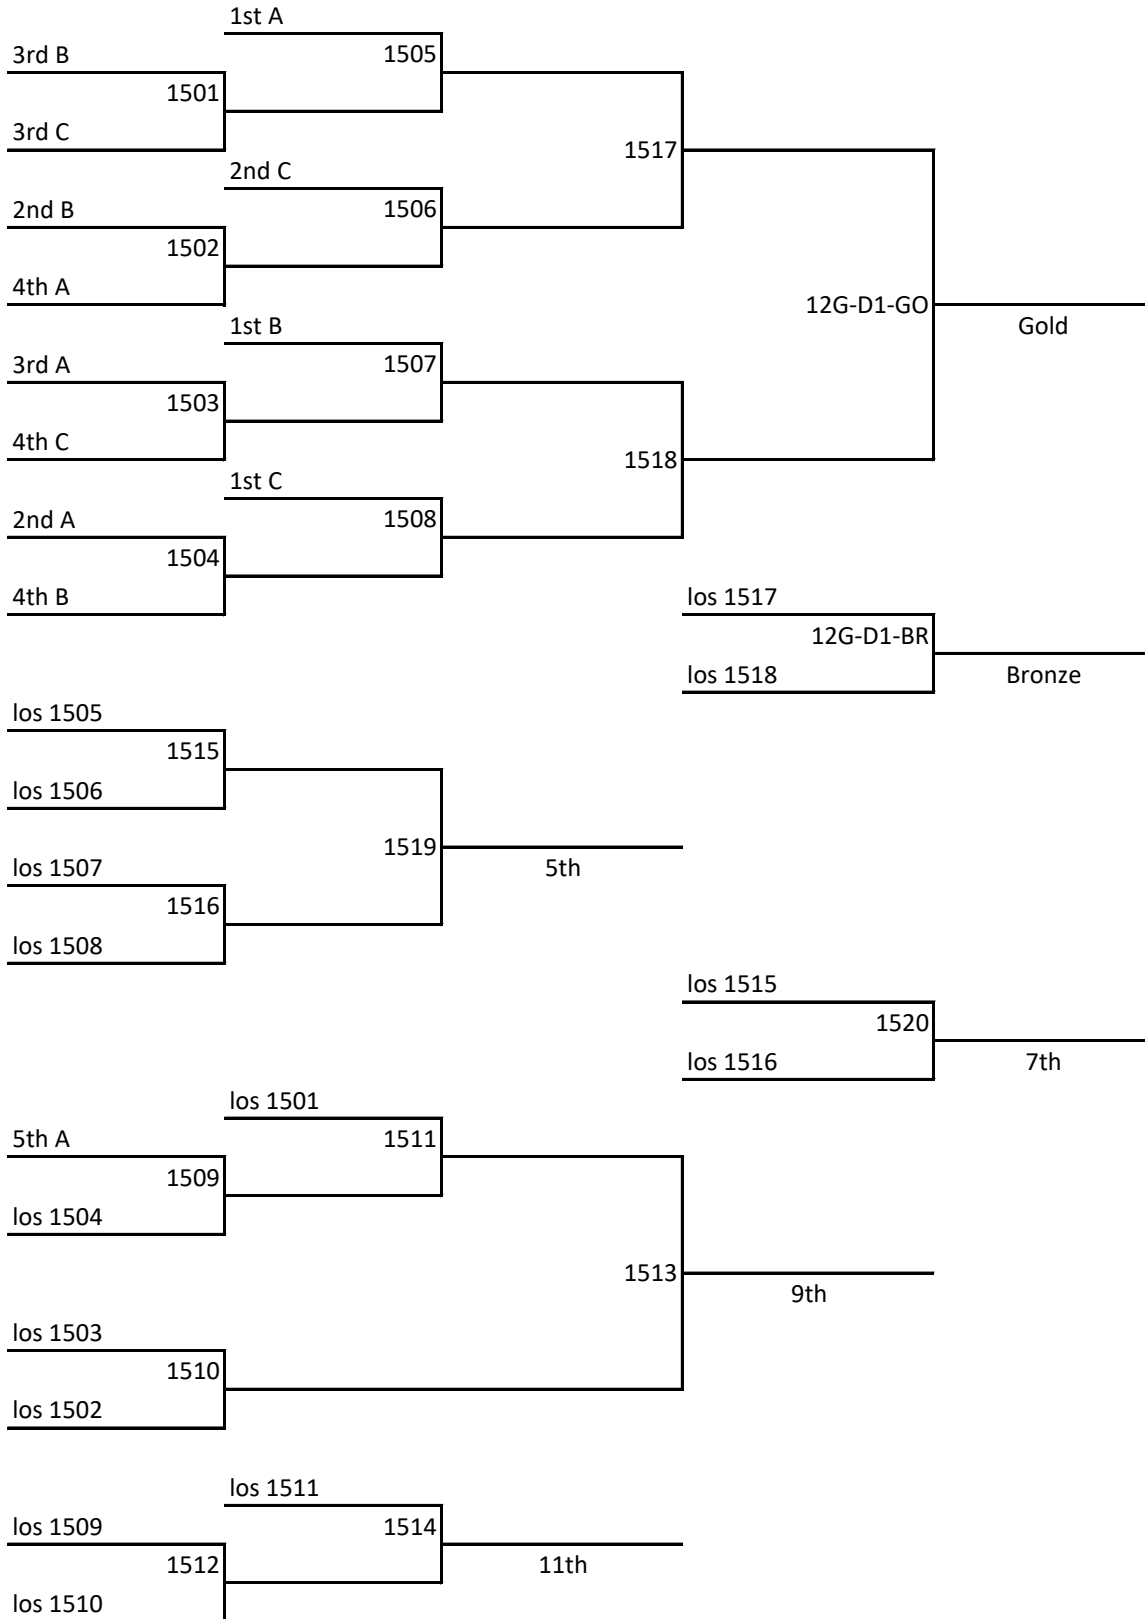 1st A
3rd B
1505
1501
3rd C
1517
2nd C
2nd B
1506
1502
4th A
12G-D1-GO
1st B
Gold
3rd A
1507
1503
4th C
1518
1st C
2nd A
1508
1504
4th B
los 1517
12G-D1-BR
los 1518
Bronze
los 1505
1515
los 1506
1519
los 1507
5th
1516
los 1508
los 1515
1520
los 1516
7th
los 1501
5th A
1511
1509
los 1504
1513
9th
los 1503
1510
los 1502
los 1511
los 1509
1514
1512
11th
los 1510